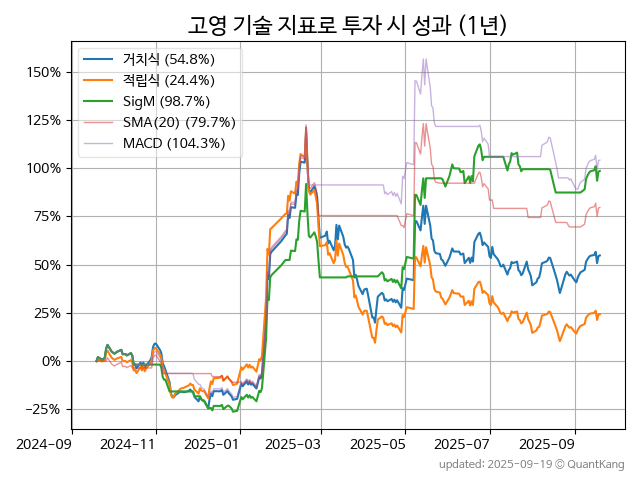 고영 기술 지표로 투자 시 성과 (1년)
거치식 (54.8%)
적립식 (24.4%)
SigM (98.7%)
SMA(20) (79.7%)
MACD (104.3%)
150%
125%
100%
75%
50%
25%
0%
−25%
2024-09
2024-11
2025-01
2025-03
2025-05
2025-07
2025-09
updated: 2025-09-19 © QuantKang